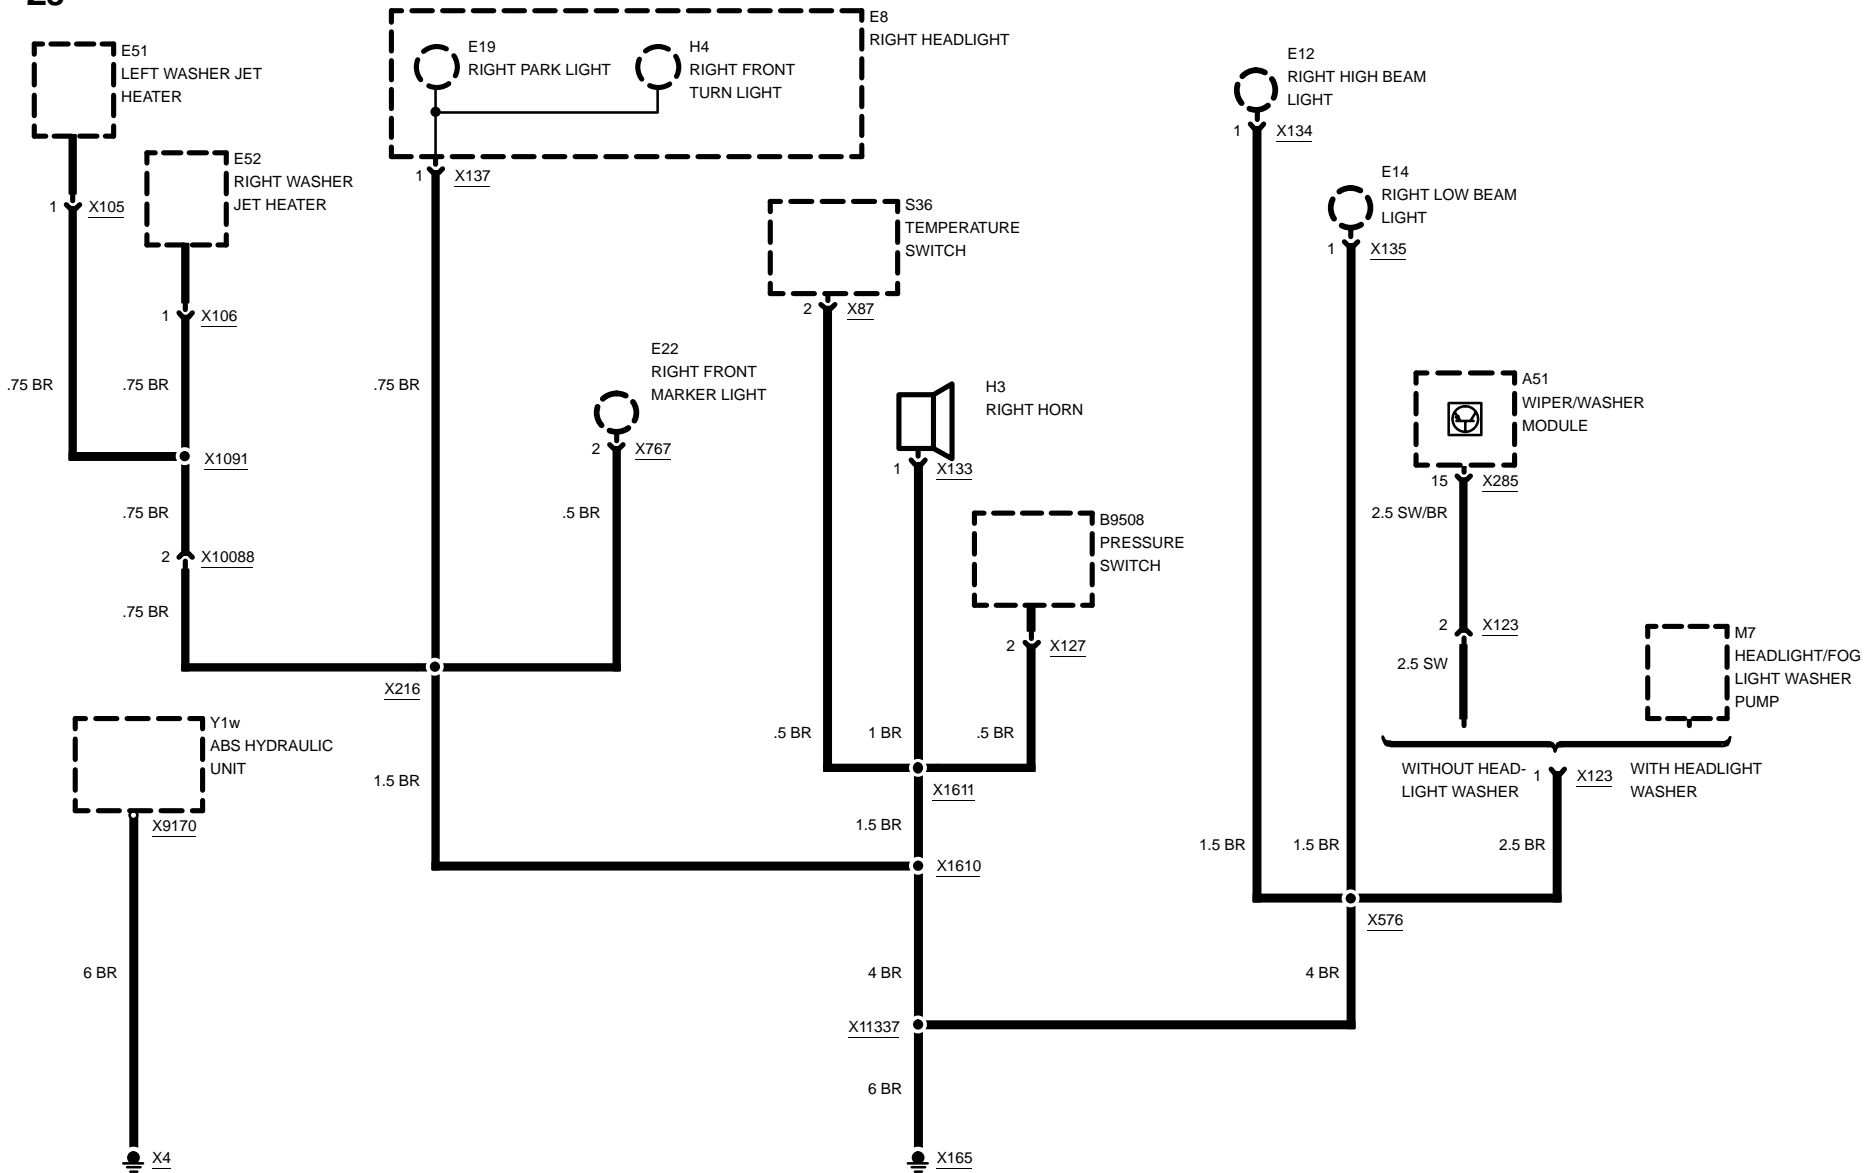 E51
LEFT WASHER JET
HEATER
E52
RIGHT WASHER
JET HEATER
1 X105
1 X106
.75 BR
.75 BR
X1091
.75 BR
2 X10088
.75 BR
E8
RIGHT HEADLIGHT
E19
RIGHT PARK LIGHT
H4
RIGHT FRONT
TURN LIGHT
1 X137
.75 BR
E22
RIGHT FRONT
MARKER LIGHT
2 X767
.5 BR
X216
1.5 BR
Y1w
ABS HYDRAULIC
UNIT
X9170
6 BR
X4
S36
TEMPERATURE
SWITCH
2 X87
H3
RIGHT HORN
1 X133
B9508
PRESSURE
SWITCH
2 X127
.5 BR
1 BR
.5 BR
X1611
1.5 BR
X1610
4 BR
X11337
6 BR
X165
E12
RIGHT HIGH BEAM
LIGHT
1 X134
E14
RIGHT LOW BEAM
LIGHT
1 X135
A51
WIPER/WASHER
MODULE
15 X285
2.5 SW/BR
2 X123
2.5 SW
M7
HEADLIGHT/FOG
LIGHT WASHER
PUMP
WITHOUT HEAD-
LIGHT WASHER
1 X123
WITH HEADLIGHT
WASHER
1.5 BR
1.5 BR
2.5 BR
X576
4 BR